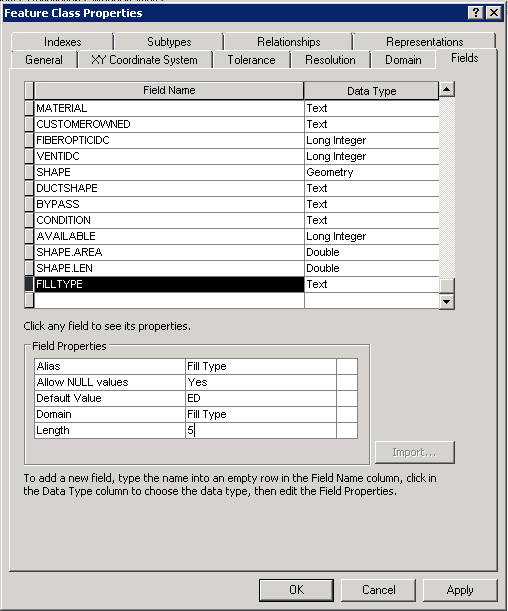 Feature Class Properties
Indexes Subtypes Relationships Representations
General XY Coordinate System Tolerance Resolution Domain Fields
Field Name Data Type
MATERIAL Text
CUSTOMEROWNED Text
FIBEROPTICIDC Long Integer
VENTIDC Long Integer
SHAPE Geometry
DUCTSHAPE Text
BYPASS Text
CONDITION Text
AVAILABLE Long Integer
SHAPE.AREA Double
SHAPE.LEN Double
FILLTYPE Text
Click any field to see its properties.
Field Properties
Alias Fill Type
Allow NULL values Yes
Default Value ED
Domain Fill Type
Length 5
Import...
To add a new field, type the name into an empty row in the Field Name column, click in
the Data Type column to choose the data type, then edit the Field Properties.
OK Cancel Apply